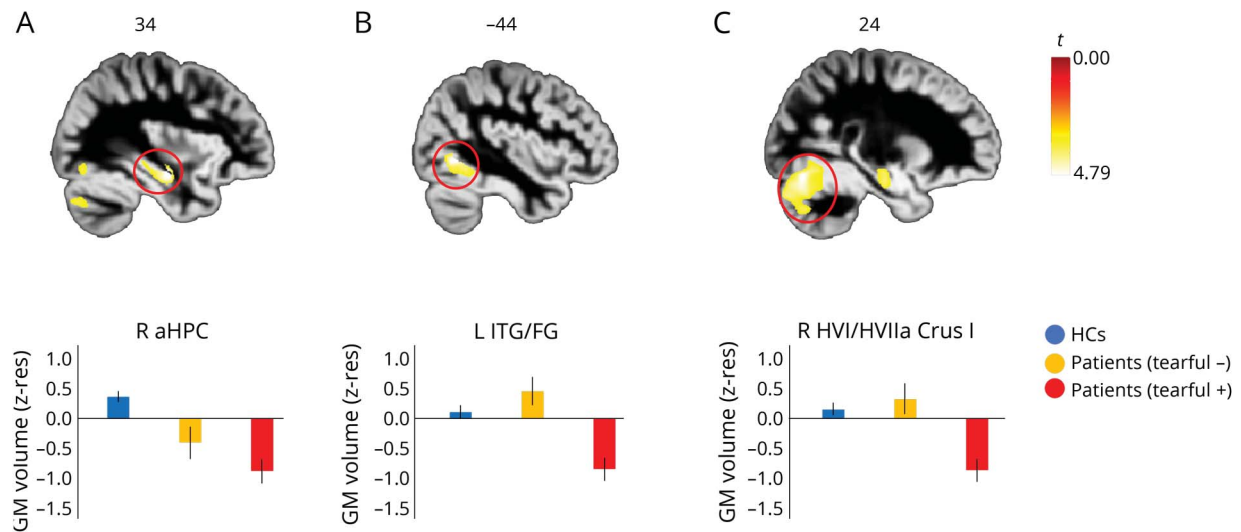 A
34
B
–44
C
24
t
0.00
4.79
R aHPC
GM volume (z-res)
1.0
0.5
0.0
–0.5
–1.0
–1.5
L ITG/FG
GM volume (z-res)
1.0
0.5
0.0
–0.5
–1.0
–1.5
R HVI/HVIIa Crus I
GM volume (z-res)
1.0
0.5
0.0
–0.5
–1.0
–1.5
HCs
Patients (tearful –)
Patients (tearful +)